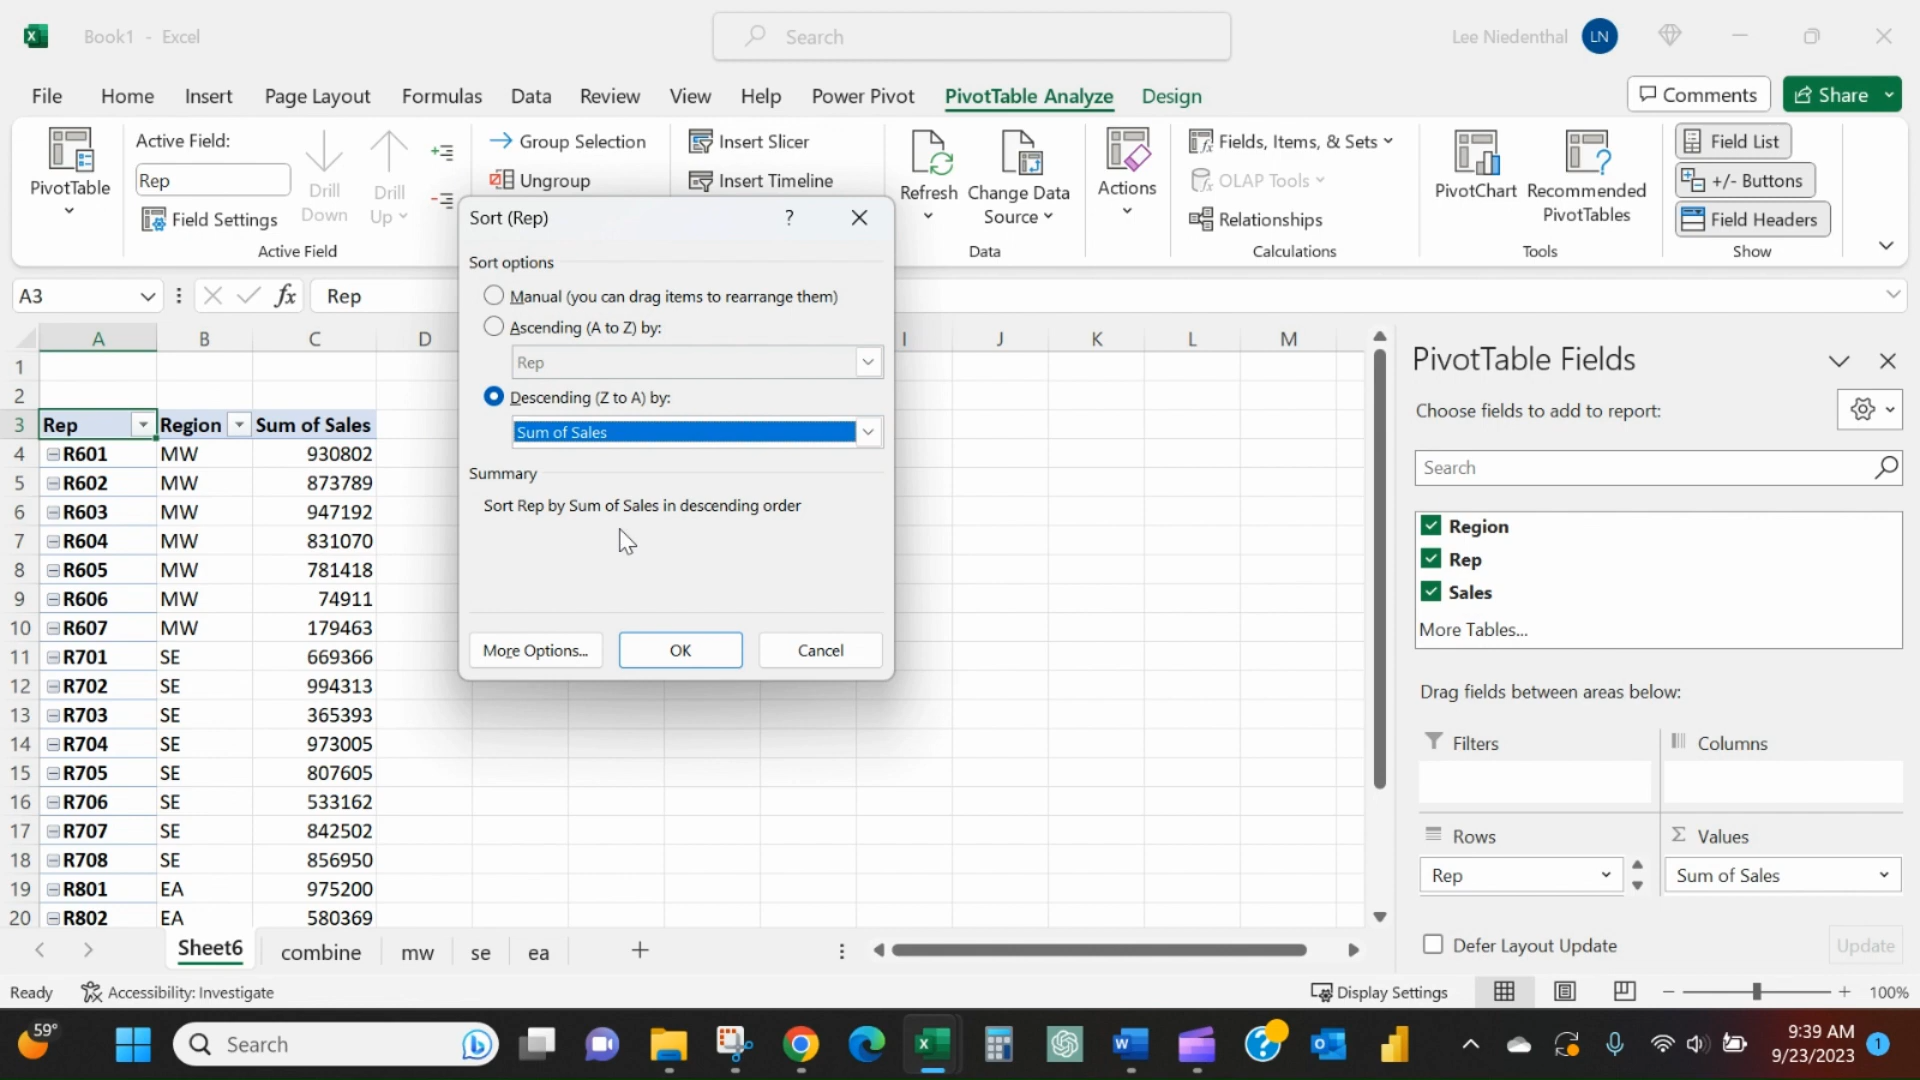 Book1 - Excel
Search
Lee Niedenthal LN
File Home Insert Page Layout Formulas Data Review View Help Power Pivot PivotTable Analyze Design
Comments Share
PivotTable
Active Field:
Rep
Field Settings
Drill Down
Drill Up
Active Field
Group Selection
Ungroup
Insert Slicer
Insert Timeline
Refresh
Change Data Source
Data
Actions
Fields, Items, & Sets
OLAP Tools
Relationships
Calculations
PivotChart
Recommended PivotTables
Tools
Field List
+/- Buttons
Field Headers
Show
A3 fx Rep
Sort (Rep) ?
Sort options
Manual (you can drag items to rearrange them)
Ascending (A to Z) by:
Rep
Descending (Z to A) by:
Sum of Sales
Summary
Sort Rep by Sum of Sales in descending order
More Options... OK Cancel
A B C D I J K L M
1
2
3 Rep Region Sum of Sales
4 R601 MW 930802
5 R602 MW 873789
6 R603 MW 947192
7 R604 MW 831070
8 R605 MW 781418
9 R606 MW 74911
10 R607 MW 179463
11 R701 SE 669366
12 R702 SE 994313
13 R703 SE 365393
14 R704 SE 973005
15 R705 SE 807605
16 R706 SE 533162
17 R707 SE 842502
18 R708 SE 856950
19 R801 EA 975200
20 R802 EA 580369
PivotTable Fields
Choose fields to add to report:
Search
Region
Rep
Sales
More Tables...
Drag fields between areas below:
Filters Columns
Rows Σ Values
Rep Sum of Sales
Defer Layout Update Update
Sheet6 combine mw se ea
Ready Accessibility: Investigate Display Settings 100%
59° Search
9:39 AM
9/23/2023 1